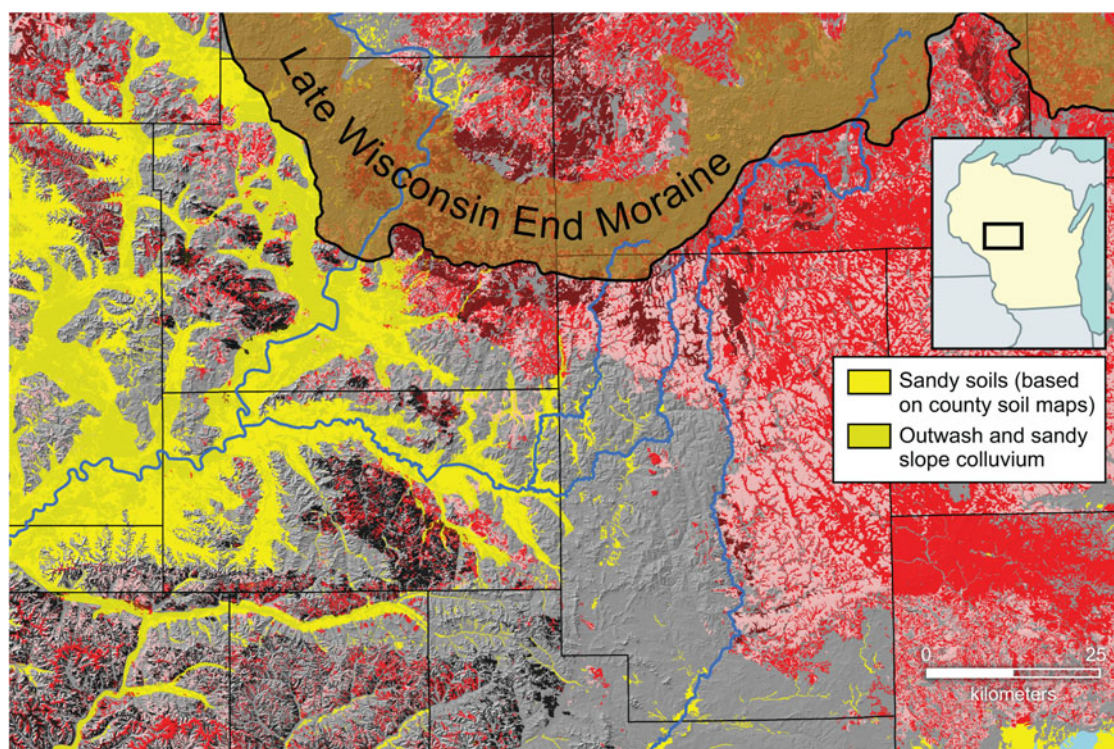 Late Wisconsin End Moraine
Sandy soils (based
on county soil maps)
Outwash and sandy
slope colluvium
0 25
kilometers